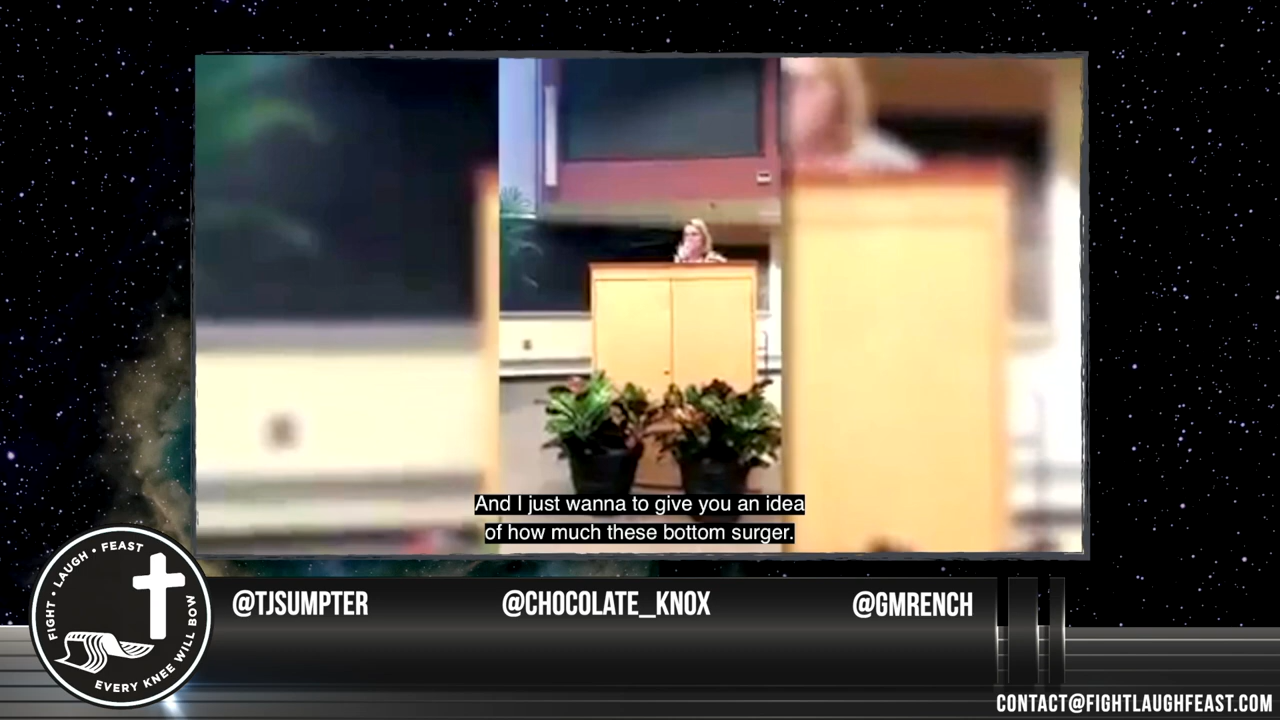 And I just wanna to give you an idea
of how much these bottom surger.
FIGHT • LAUGH • FEAST
EVERY KNEE WILL BOW
@TJSUMPTER
@CHOCOLATE_KNOX
@GMRENCH
CONTACT@FIGHTLAUGHFEAST.COM